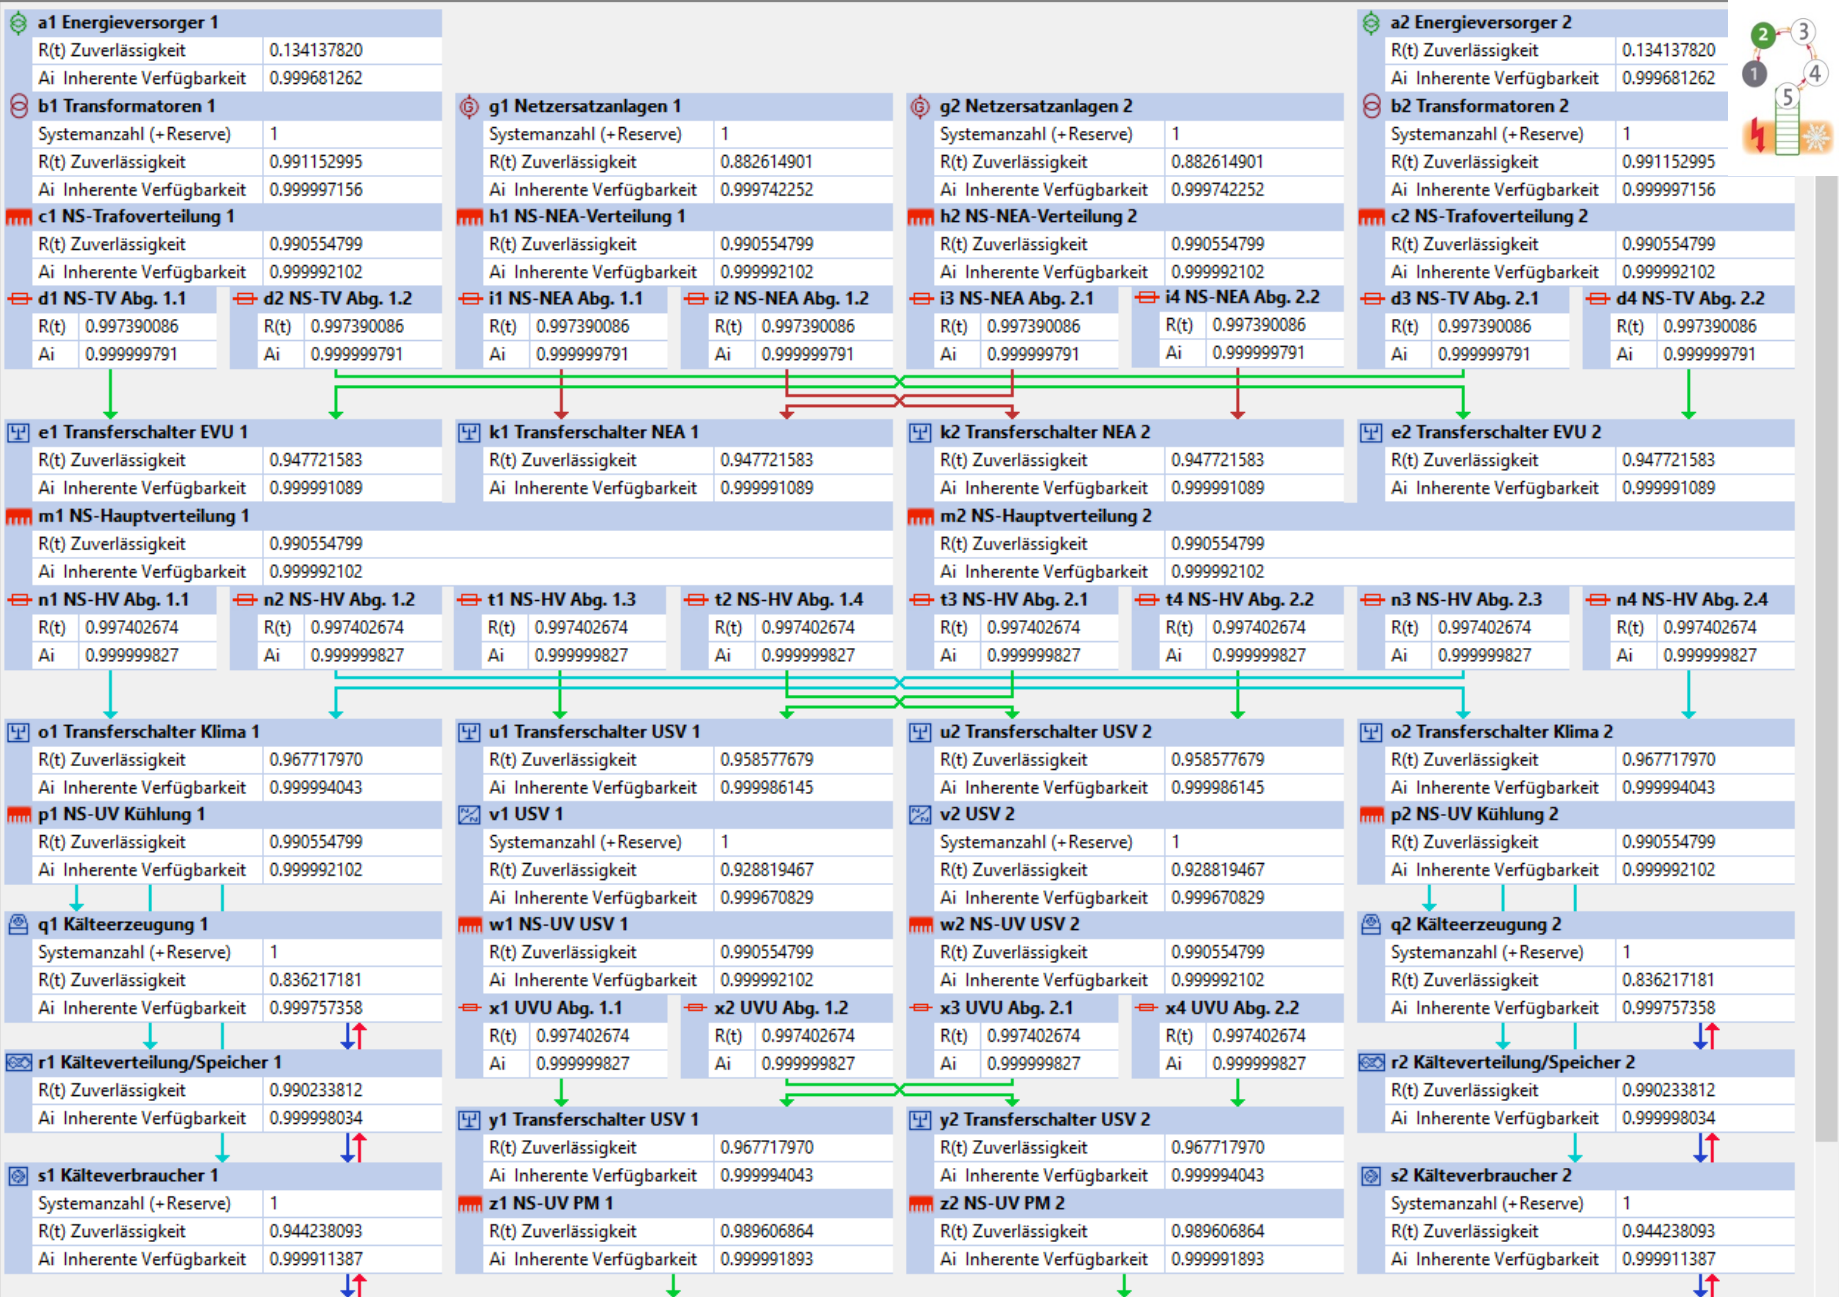 a1 Energieversorger 1
R(t) Zuverlässigkeit 0.134137820
Ai Inherente Verfügbarkeit 0.999681262
a2 Energieversorger 2
R(t) Zuverlässigkeit 0.134137820
Ai Inherente Verfügbarkeit 0.999681262
2 3
1 4
5
b1 Transformatoren 1
Systemanzahl (+Reserve) 1
R(t) Zuverlässigkeit 0.991152995
Ai Inherente Verfügbarkeit 0.999997156
g1 Netzersatzanlagen 1
Systemanzahl (+Reserve) 1
R(t) Zuverlässigkeit 0.882614901
Ai Inherente Verfügbarkeit 0.999742252
g2 Netzersatzanlagen 2
Systemanzahl (+Reserve) 1
R(t) Zuverlässigkeit 0.882614901
Ai Inherente Verfügbarkeit 0.999742252
b2 Transformatoren 2
Systemanzahl (+Reserve) 1
R(t) Zuverlässigkeit 0.991152995
Ai Inherente Verfügbarkeit 0.999997156
c1 NS-Trafoverteilung 1
R(t) Zuverlässigkeit 0.990554799
Ai Inherente Verfügbarkeit 0.999992102
h1 NS-NEA-Verteilung 1
R(t) Zuverlässigkeit 0.990554799
Ai Inherente Verfügbarkeit 0.999992102
h2 NS-NEA-Verteilung 2
R(t) Zuverlässigkeit 0.990554799
Ai Inherente Verfügbarkeit 0.999992102
c2 NS-Trafoverteilung 2
R(t) Zuverlässigkeit 0.990554799
Ai Inherente Verfügbarkeit 0.999992102
d1 NS-TV Abg. 1.1
R(t) 0.997390086
Ai 0.999999791
d2 NS-TV Abg. 1.2
R(t) 0.997390086
Ai 0.999999791
i1 NS-NEA Abg. 1.1
R(t) 0.997390086
Ai 0.999999791
i2 NS-NEA Abg. 1.2
R(t) 0.997390086
Ai 0.999999791
i3 NS-NEA Abg. 2.1
R(t) 0.997390086
Ai 0.999999791
i4 NS-NEA Abg. 2.2
R(t) 0.997390086
Ai 0.999999791
d3 NS-TV Abg. 2.1
R(t) 0.997390086
Ai 0.999999791
d4 NS-TV Abg. 2.2
R(t) 0.997390086
Ai 0.999999791
e1 Transferschalter EVU 1
R(t) Zuverlässigkeit 0.947721583
Ai Inherente Verfügbarkeit 0.999991089
k1 Transferschalter NEA 1
R(t) Zuverlässigkeit 0.947721583
Ai Inherente Verfügbarkeit 0.999991089
k2 Transferschalter NEA 2
R(t) Zuverlässigkeit 0.947721583
Ai Inherente Verfügbarkeit 0.999991089
e2 Transferschalter EVU 2
R(t) Zuverlässigkeit 0.947721583
Ai Inherente Verfügbarkeit 0.999991089
m1 NS-Hauptverteilung 1
R(t) Zuverlässigkeit 0.990554799
Ai Inherente Verfügbarkeit 0.999992102
m2 NS-Hauptverteilung 2
R(t) Zuverlässigkeit 0.990554799
Ai Inherente Verfügbarkeit 0.999992102
n1 NS-HV Abg. 1.1
R(t) 0.997402674
Ai 0.999999827
n2 NS-HV Abg. 1.2
R(t) 0.997402674
Ai 0.999999827
t1 NS-HV Abg. 1.3
R(t) 0.997402674
Ai 0.999999827
t2 NS-HV Abg. 1.4
R(t) 0.997402674
Ai 0.999999827
t3 NS-HV Abg. 2.1
R(t) 0.997402674
Ai 0.999999827
t4 NS-HV Abg. 2.2
R(t) 0.997402674
Ai 0.999999827
n3 NS-HV Abg. 2.3
R(t) 0.997402674
Ai 0.999999827
n4 NS-HV Abg. 2.4
R(t) 0.997402674
Ai 0.999999827
o1 Transferschalter Klima 1
R(t) Zuverlässigkeit 0.967717970
Ai Inherente Verfügbarkeit 0.999994043
u1 Transferschalter USV 1
R(t) Zuverlässigkeit 0.958577679
Ai Inherente Verfügbarkeit 0.999986145
u2 Transferschalter USV 2
R(t) Zuverlässigkeit 0.958577679
Ai Inherente Verfügbarkeit 0.999986145
o2 Transferschalter Klima 2
R(t) Zuverlässigkeit 0.967717970
Ai Inherente Verfügbarkeit 0.999994043
p1 NS-UV Kühlung 1
R(t) Zuverlässigkeit 0.990554799
Ai Inherente Verfügbarkeit 0.999992102
v1 USV 1
Systemanzahl (+Reserve) 1
R(t) Zuverlässigkeit 0.928819467
Ai Inherente Verfügbarkeit 0.999670829
v2 USV 2
Systemanzahl (+Reserve) 1
R(t) Zuverlässigkeit 0.928819467
Ai Inherente Verfügbarkeit 0.999670829
p2 NS-UV Kühlung 2
R(t) Zuverlässigkeit 0.990554799
Ai Inherente Verfügbarkeit 0.999992102
q1 Kälteerzeugung 1
Systemanzahl (+Reserve) 1
R(t) Zuverlässigkeit 0.836217181
Ai Inherente Verfügbarkeit 0.999757358
w1 NS-UV USV 1
R(t) Zuverlässigkeit 0.990554799
Ai Inherente Verfügbarkeit 0.999992102
w2 NS-UV USV 2
R(t) Zuverlässigkeit 0.990554799
Ai Inherente Verfügbarkeit 0.999992102
q2 Kälteerzeugung 2
Systemanzahl (+Reserve) 1
R(t) Zuverlässigkeit 0.836217181
Ai Inherente Verfügbarkeit 0.999757358
x1 UVU Abg. 1.1
R(t) 0.997402674
Ai 0.999999827
x2 UVU Abg. 1.2
R(t) 0.997402674
Ai 0.999999827
x3 UVU Abg. 2.1
R(t) 0.997402674
Ai 0.999999827
x4 UVU Abg. 2.2
R(t) 0.997402674
Ai 0.999999827
r1 Kälteverteilung/Speicher 1
R(t) Zuverlässigkeit 0.990233812
Ai Inherente Verfügbarkeit 0.999998034
r2 Kälteverteilung/Speicher 2
R(t) Zuverlässigkeit 0.990233812
Ai Inherente Verfügbarkeit 0.999998034
y1 Transferschalter USV 1
R(t) Zuverlässigkeit 0.967717970
Ai Inherente Verfügbarkeit 0.999994043
y2 Transferschalter USV 2
R(t) Zuverlässigkeit 0.967717970
Ai Inherente Verfügbarkeit 0.999994043
s1 Kälteverbraucher 1
Systemanzahl (+Reserve) 1
R(t) Zuverlässigkeit 0.944238093
Ai Inherente Verfügbarkeit 0.999911387
z1 NS-UV PM 1
R(t) Zuverlässigkeit 0.989606864
Ai Inherente Verfügbarkeit 0.999991893
z2 NS-UV PM 2
R(t) Zuverlässigkeit 0.989606864
Ai Inherente Verfügbarkeit 0.999991893
s2 Kälteverbraucher 2
Systemanzahl (+Reserve) 1
R(t) Zuverlässigkeit 0.944238093
Ai Inherente Verfügbarkeit 0.999911387